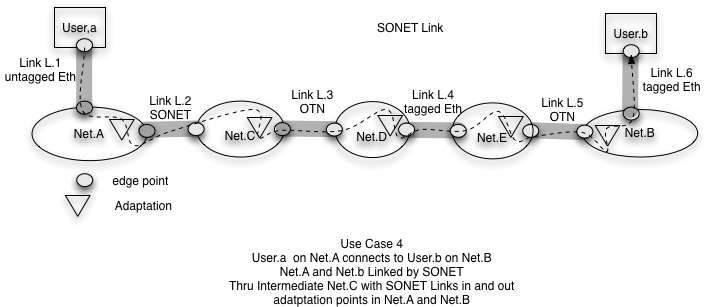 User,a
SONET Link
User.b
Link L.1
untagged Eth
Link L.2
SONET
Link L.3
OTN
Link L.4
tagged Eth
Link L.5
OTN
Link L.6
tagged Eth
Net.A
Net.C
Net.D
Net.E
Net.B
edge point
Adaptation
Use Case 4
User.a on Net.A connects to User.b on Net.B
Net.A and Net.b Linked by SONET
Thru Intermediate Net.C with SONET Links in and out
adatptation points in Net.A and Net.B